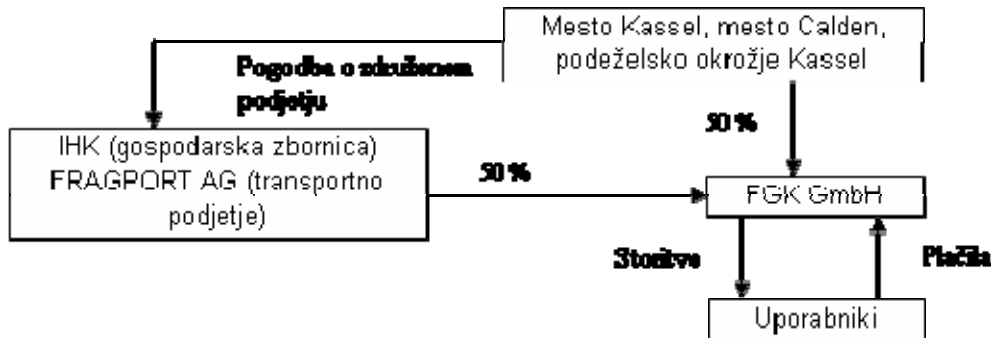 Mesto Kassel, mesto Calden,
podeželsko okrožje Kassel
Pogodba o združenem
podjetju
50 %
IHK (gospodarska zbornica)
FRAGPORT AG (transportno
podjetje)
50 %
FGK GmbH
Storitve
Plačila
Uporabniki